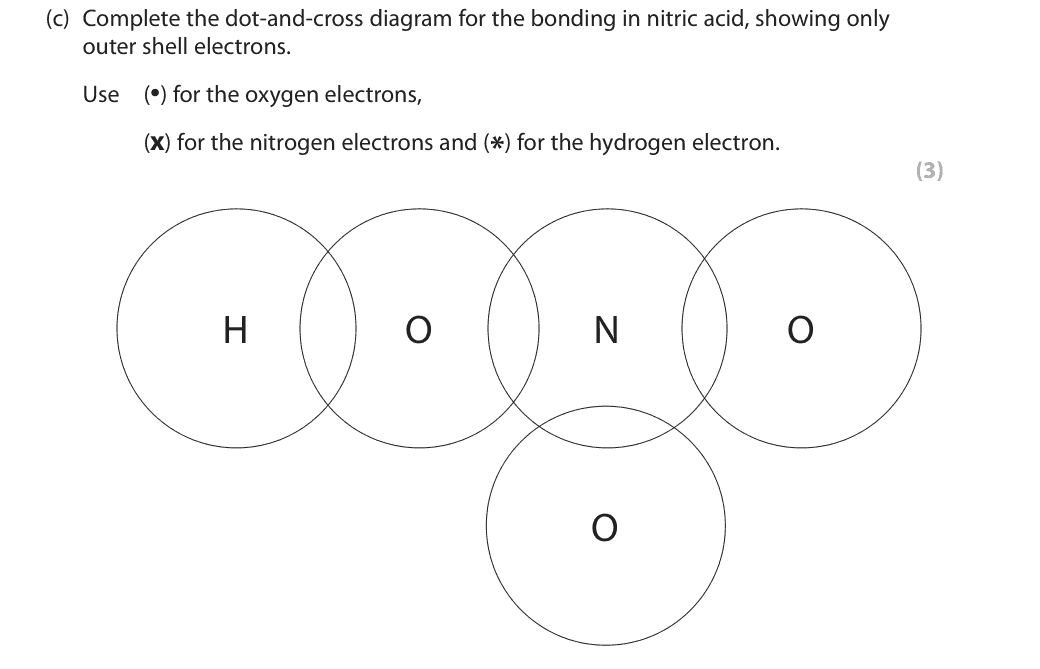 (c) Complete the dot-and-cross diagram for the bonding in nitric acid, showing only
outer shell electrons.
Use (•) for the oxygen electrons,
(x) for the nitrogen electrons and (*) for the hydrogen electron.
(3)
H O N O
O